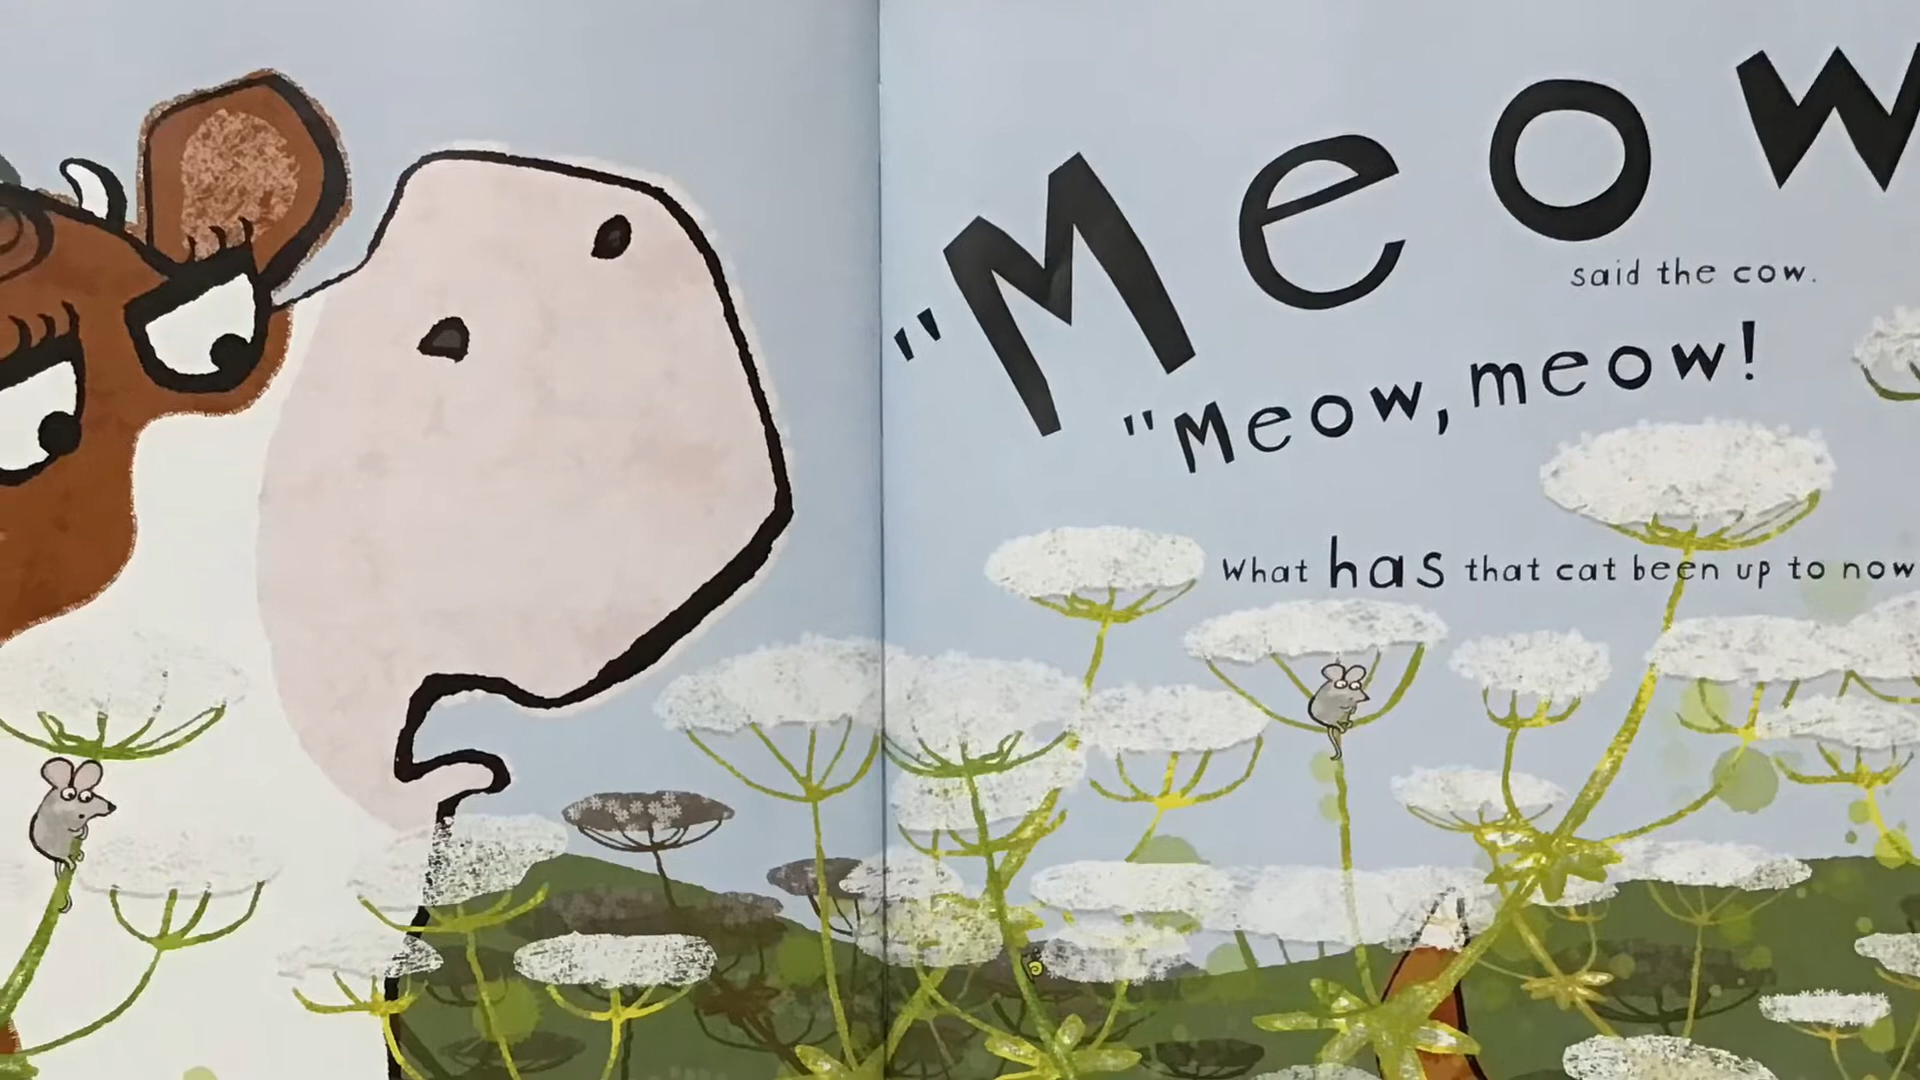 "Meow
said the cow.
"Meow, meow!
What has that cat been up to now